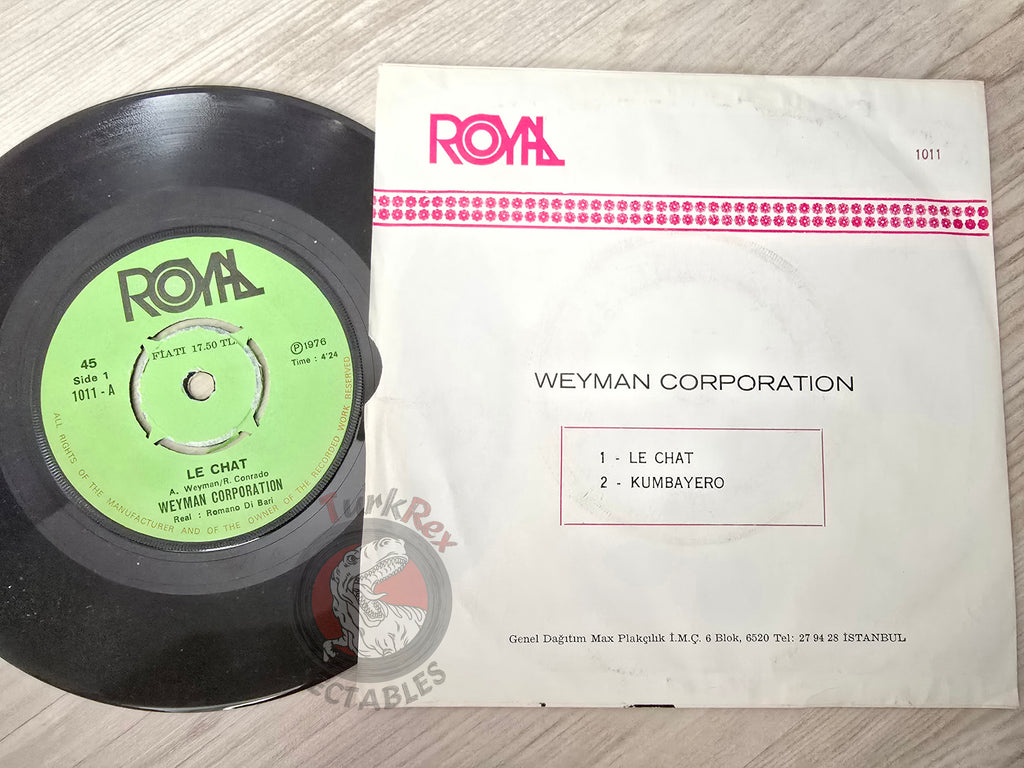 ROYAL
FİATI 17.50 TL
45
Side 1
1011 - A
Ⓟ1976
Time : 4'24
LE CHAT
A. Weyman/R. Conrado
WEYMAN CORPORATION
Real : Romano Di Bari
ALL RIGHTS OF THE MANUFACTURER AND OF THE OWNER OF THE RECORDED WORK RESERVED
ROYAL
1011
WEYMAN CORPORATION
1 - LE CHAT
2 - KUMBAYERO
Genel Dağıtım Max Plakçılık İ.M.Ç. 6 Blok, 6520 Tel: 27 94 28 İSTANBUL
TurkRex